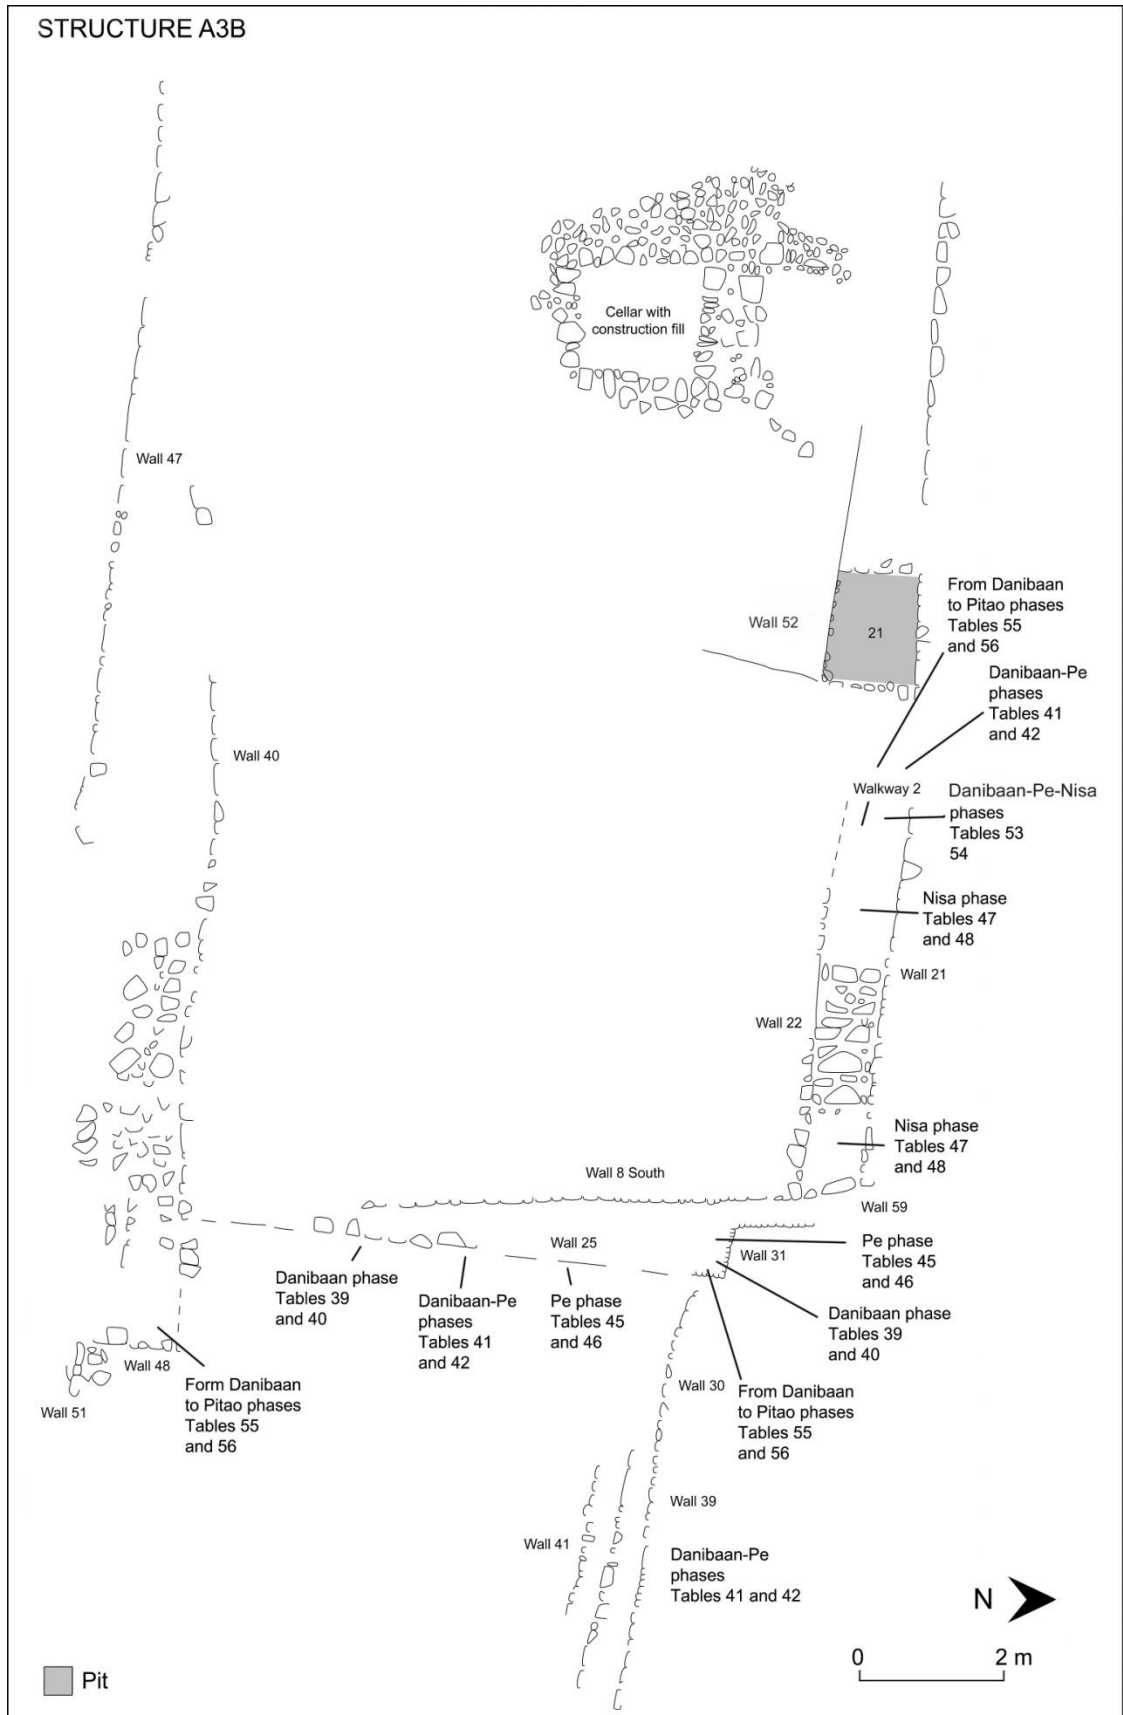 STRUCTURE A3B
Cellar with
construction fill
Wall 47
From Danibaan
to Pitao phases
Tables 55
and 56
Wall 52
21
Danibaan-Pe
phases
Tables 41
and 42
Wall 40
Walkway 2
Danibaan-Pe-Nisa
phases
Tables 53
54
Nisa phase
Tables 47
and 48
Wall 21
Wall 22
Nisa phase
Tables 47
and 48
Wall 8 South
Wall 59
Wall 25
Wall 31
Pe phase
Tables 45
and 46
Danibaan phase
Tables 39
and 40
Danibaan-Pe
phases
Tables 41
and 42
Pe phase
Tables 45
and 46
Danibaan phase
Tables 39
and 40
Wall 48
Form Danibaan
to Pitao phases
Tables 55
and 56
Wall 51
Wall 30
From Danibaan
to Pitao phases
Tables 55
and 56
Wall 39
Wall 41
Danibaan-Pe
phases
Tables 41 and 42
N
0 2 m
Pit